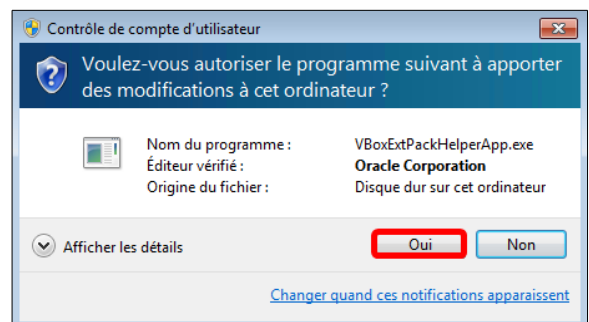 Contrôle de compte d'utilisateur
Voulez-vous autoriser le programme suivant à apporter
des modifications à cet ordinateur ?
Nom du programme : VBoxExtPackHelperApp.exe
Éditeur vérifié : Oracle Corporation
Origine du fichier : Disque dur sur cet ordinateur
Afficher les détails Oui Non
Changer quand ces notifications apparaissent